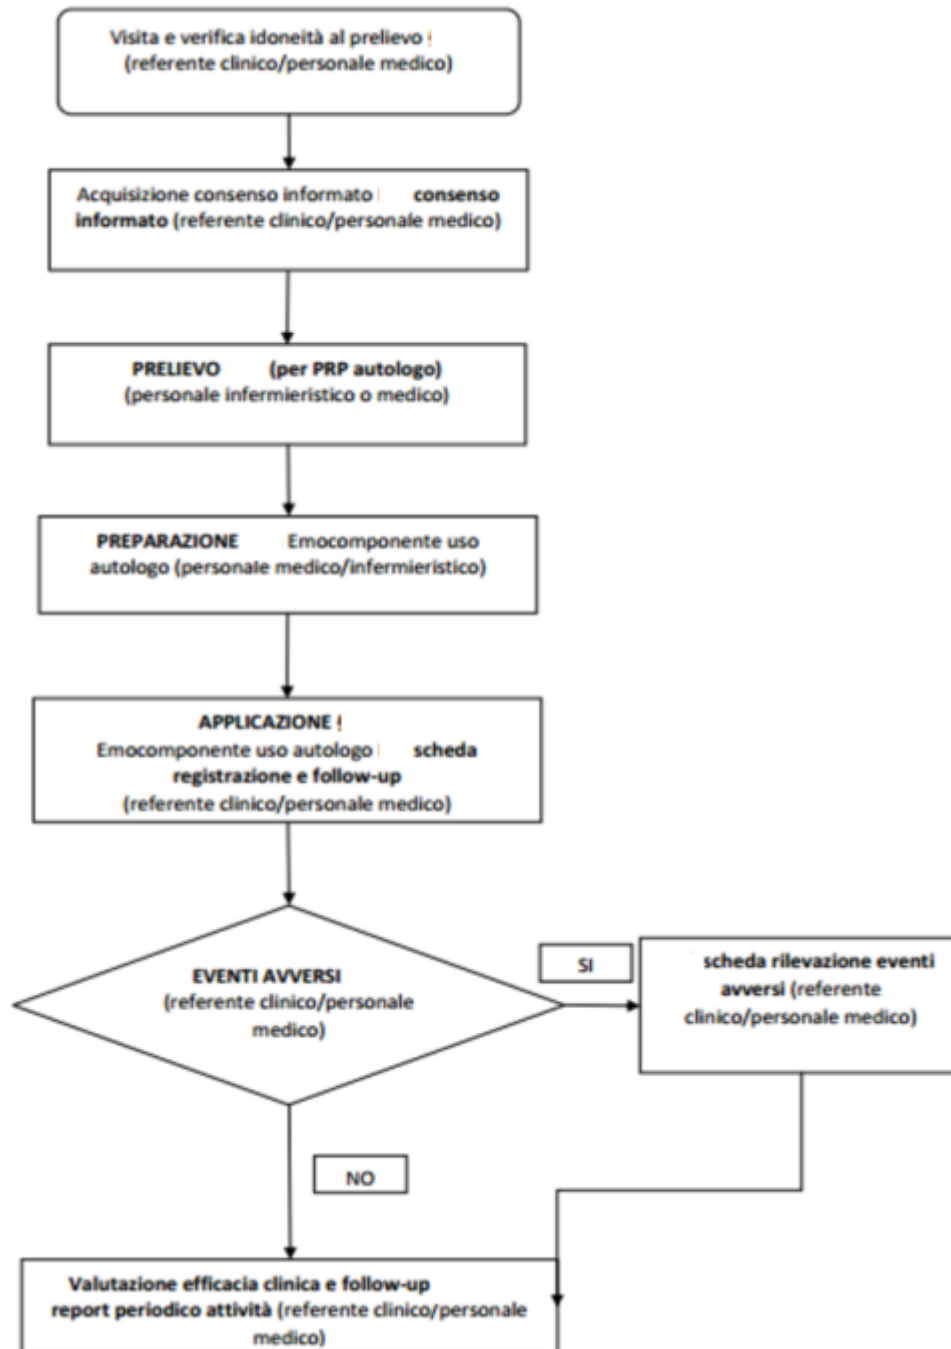 Visita e verifica idoneità al prelievo
(referente clinico/personale medico)
Acquisizione consenso informato consenso
informato (referente clinico/personale medico)
PRELIEVO (per PRP autologo)
(personale infermieristico o medico)
PREPARAZIONE Emocomponente uso
autologo (personale medico/infermieristico)
APPLICAZIONE
Emocomponente uso autologo scheda
registrazione e follow-up
(referente clinico/personale medico)
EVENTI AVVERSI
(referente clinico/personale
medico)
SI
scheda rilevazione eventi
avversi (referente
clinico/personale medico)
NO
Valutazione efficacia clinica e follow-up
report periodico attività (referente clinico/personale
medico)